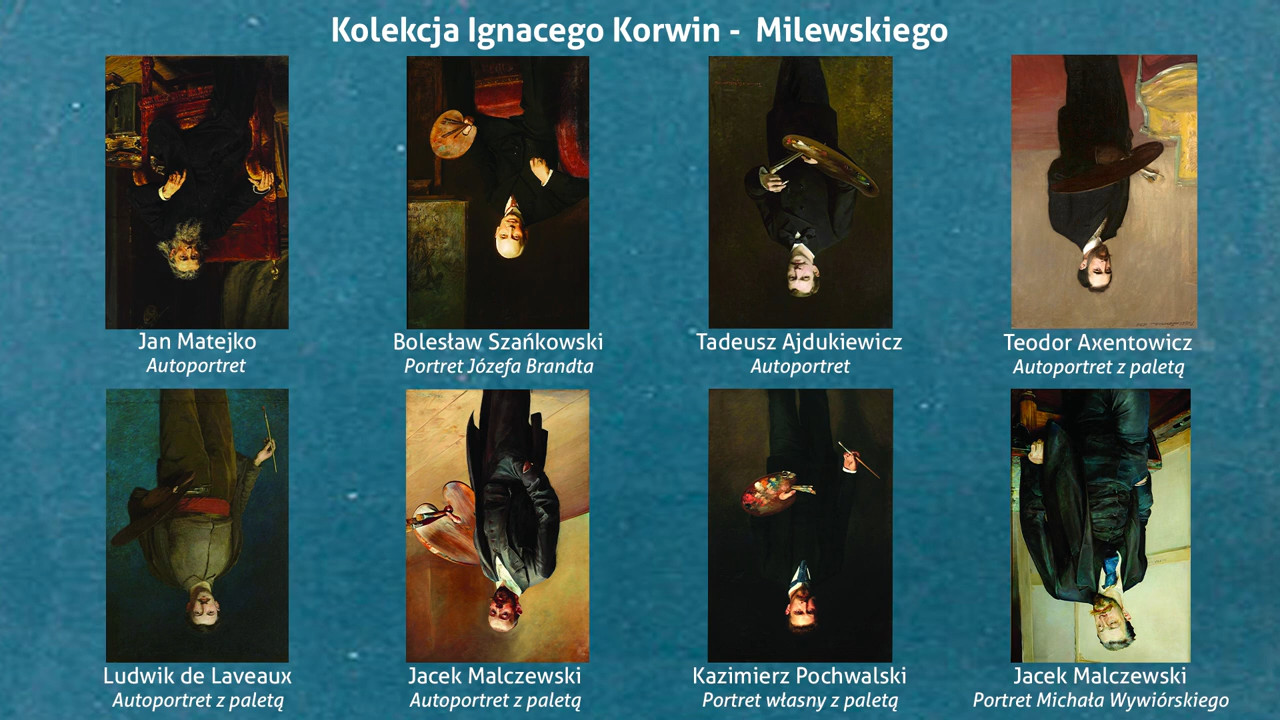 Kolekcja Ignacego Korwin - Milewskiego
Jan Matejko
Autoportret
Bolesław Szańkowski
Portret Józefa Brandta
Tadeusz Ajdukiewicz
Autoportret
Teodor Axentowicz
Autoportret z paletą
Ludwik de Laveaux
Autoportret z paletą
Jacek Malczewski
Autoportret z paletą
Kazimierz Pochwalski
Portret własny z paletą
Jacek Malczewski
Portret Michała Wywiórskiego